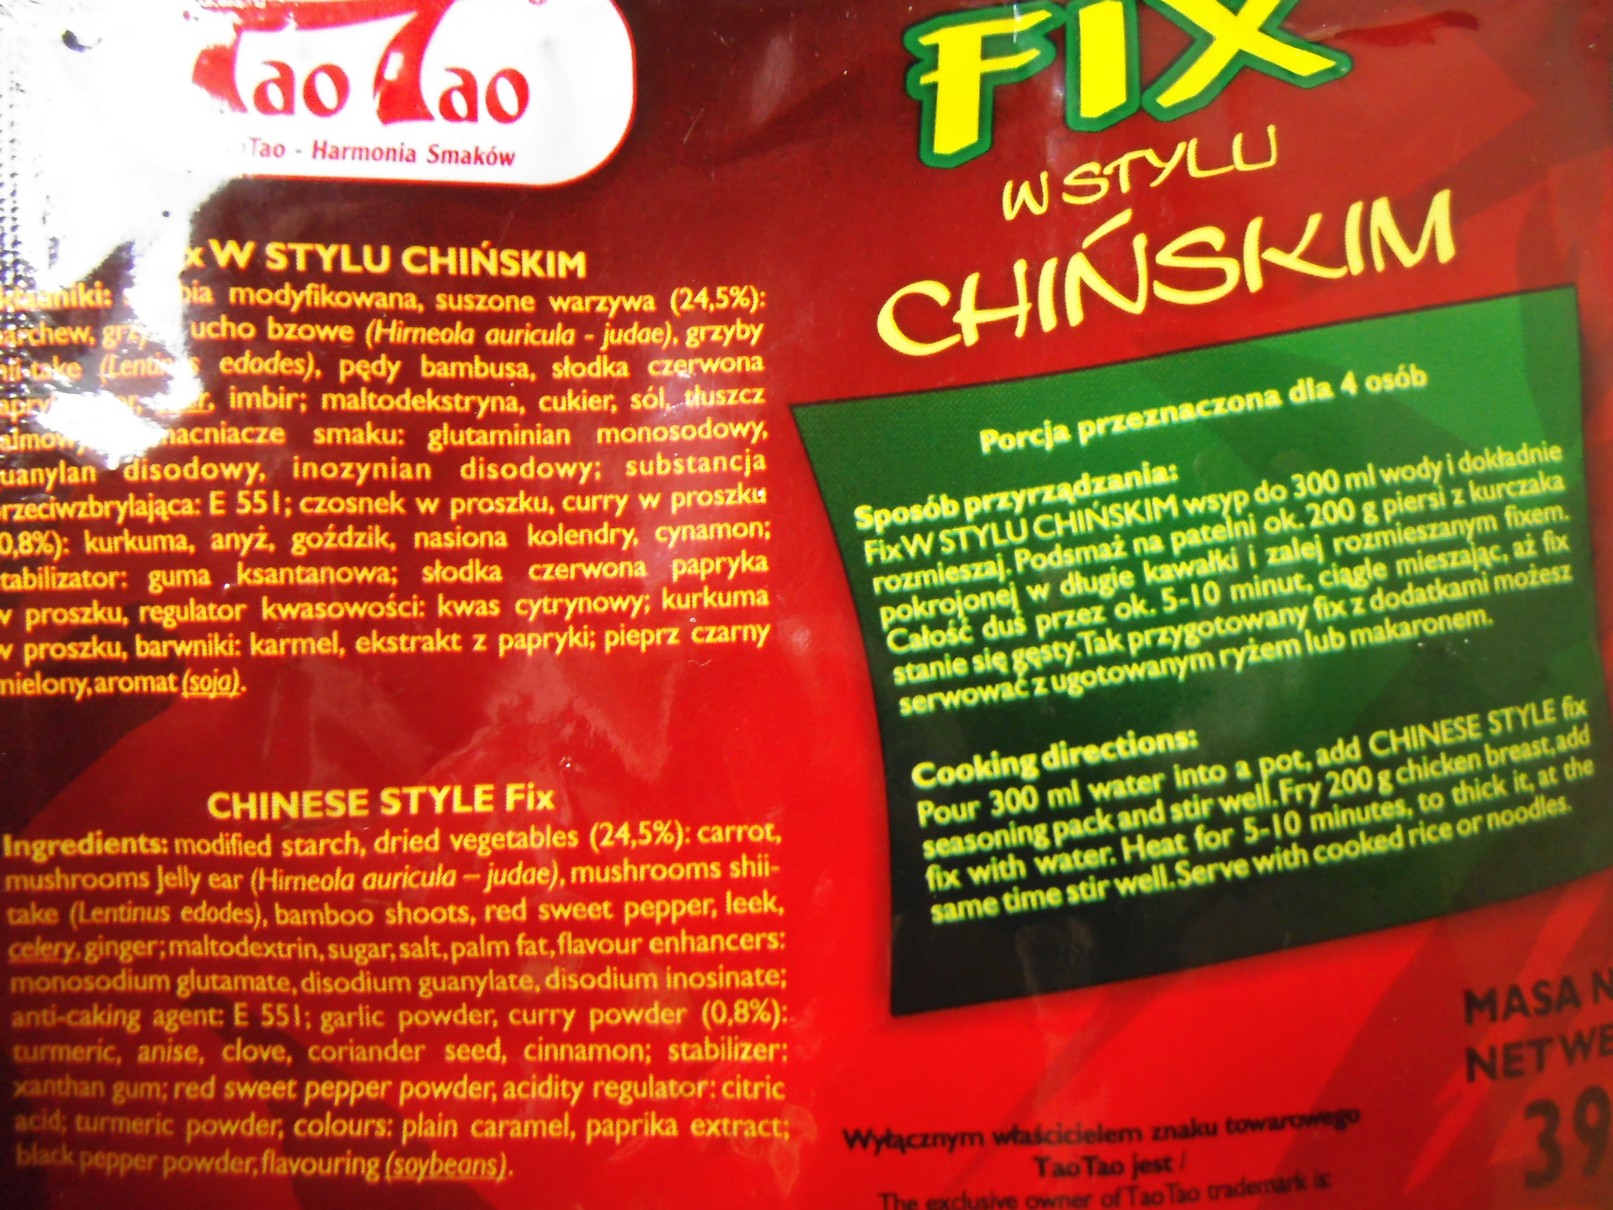 Tao Tao
Tao - Harmonia Smaków
FIX
W STYLU
CHIŃSKIM
W STYLU CHIŃSKIM
modyfikowana, suszone warzywa (24,5%):
ucho bzowe (Hirneola auricula - judae), grzyby
edodes), pędy bambusa, słodka czerwona
imbir; maltodekstryna, cukier, sól, tłuszcz
smaku: glutaminian monosodowy,
disodowy, inozynian disodowy; substancja
E 551; czosnek w proszku, curry w proszku
0,8%): kurkuma, anyż, goździk, nasiona kolendry, cynamon;
tabilizator: guma ksantanowa; słodka czerwona papryka
w proszku, regulator kwasowości: kwas cytrynowy; kurkuma
w proszku, barwniki: karmel, ekstrakt z papryki; pieprz czarny
mielony, aromat (soja).
CHINESE STYLE Fix
Ingredients: modified starch, dried vegetables (24,5%): carrot,
mushrooms Jelly ear (Hirneola auricula – judae), mushrooms shii-
take (Lentinus edodes), bamboo shoots, red sweet pepper, leek,
celery, ginger; maltodextrin, sugar, salt, palm fat, flavour enhancers:
monosodium glutamate, disodium guanylate, disodium inosinate;
anti-caking agent: E 551; garlic powder, curry powder (0,8%):
turmeric, anise, clove, coriander seed, cinnamon; stabilizer:
xanthan gum; red sweet pepper powder, acidity regulator: citric
acid; turmeric powder, colours: plain caramel, paprika extract;
black pepper powder, flavouring (soybeans).
Porcja przeznaczona dla 4 osób
Sposób przyrządzania:
Fix W STYLU CHIŃSKIM wsyp do 300 ml wody i dokładnie
rozmieszaj. Podsmaż na patelni ok. 200 g piersi z kurczaka
pokrojonej w długie kawałki i zalej rozmieszanym fixem.
Całość duś przez ok. 5-10 minut, ciągle mieszając, aż fix
stanie się gęsty. Tak przygotowany fix z dodatkami możesz
serwować z ugotowanym ryżem lub makaronem.
Cooking directions:
Pour 300 ml water into a pot, add CHINESE STYLE fix
seasoning pack and stir well. Fry 200 g chicken breast, add
fix with water. Heat for 5-10 minutes, to thick it, at the
same time stir well. Serve with cooked rice or noodles.
MASA N
NET WE
39
Wyłącznym właścicielem znaku towarowego
TaoTao jest /
The exclusive owner of TaoTao trademark is: